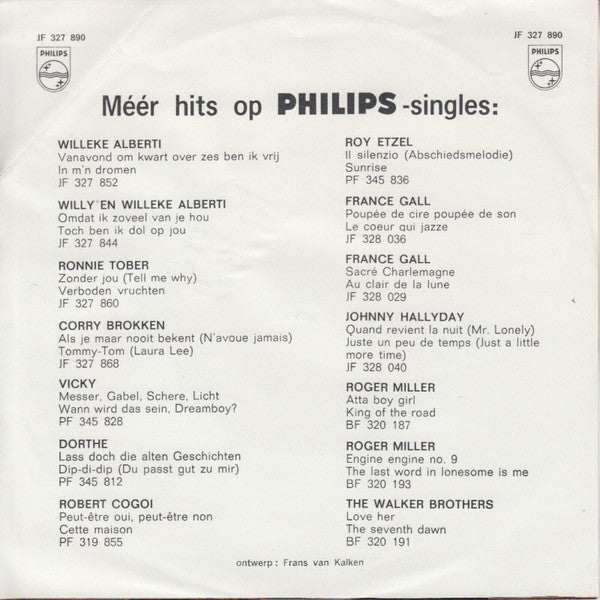 JF 327 890
JF 327 890
PHILIPS
PHILIPS
Méér hits op PHILIPS -singles:
WILLEKE ALBERTI
Vanavond om kwart over zes ben ik vrij
In m'n dromen
JF 327 852
WILLY EN WILLEKE ALBERTI
Omdat ik zoveel van je hou
Toch ben ik dol op jou
JF 327 844
RONNIE TOBER
Zonder jou (Tell me why)
Verboden vruchten
JF 327 860
CORRY BROKKEN
Als je maar nooit bekent (N'avoue jamais)
Tommy-Tom (Laura Lee)
JF 327 868
VICKY
Messer, Gabel, Schere, Licht
Wann wird das sein, Dreamboy?
PF 345 828
DORTHE
Lass doch die alten Geschichten
Dip-di-dip (Du passt gut zu mir)
PF 345 812
ROBERT COGOI
Peut-être oui, peut-être non
Cette maison
PF 319 855
ROY ETZEL
Il silenzio (Abschiedsmelodie)
Sunrise
PF 345 836
FRANCE GALL
Poupée de cire poupée de son
Le coeur qui jazze
JF 328 036
FRANCE GALL
Sacré Charlemagne
Au clair de la lune
JF 328 029
JOHNNY HALLYDAY
Quand revient la nuit (Mr. Lonely)
Juste un peu de temps (Just a little
more time)
JF 328 040
ROGER MILLER
Atta boy girl
King of the road
BF 320 187
ROGER MILLER
Engine engine no. 9
The last word in lonesome is me
BF 320 193
THE WALKER BROTHERS
Love her
The seventh dawn
BF 320 191
ontwerp: Frans van Kalken